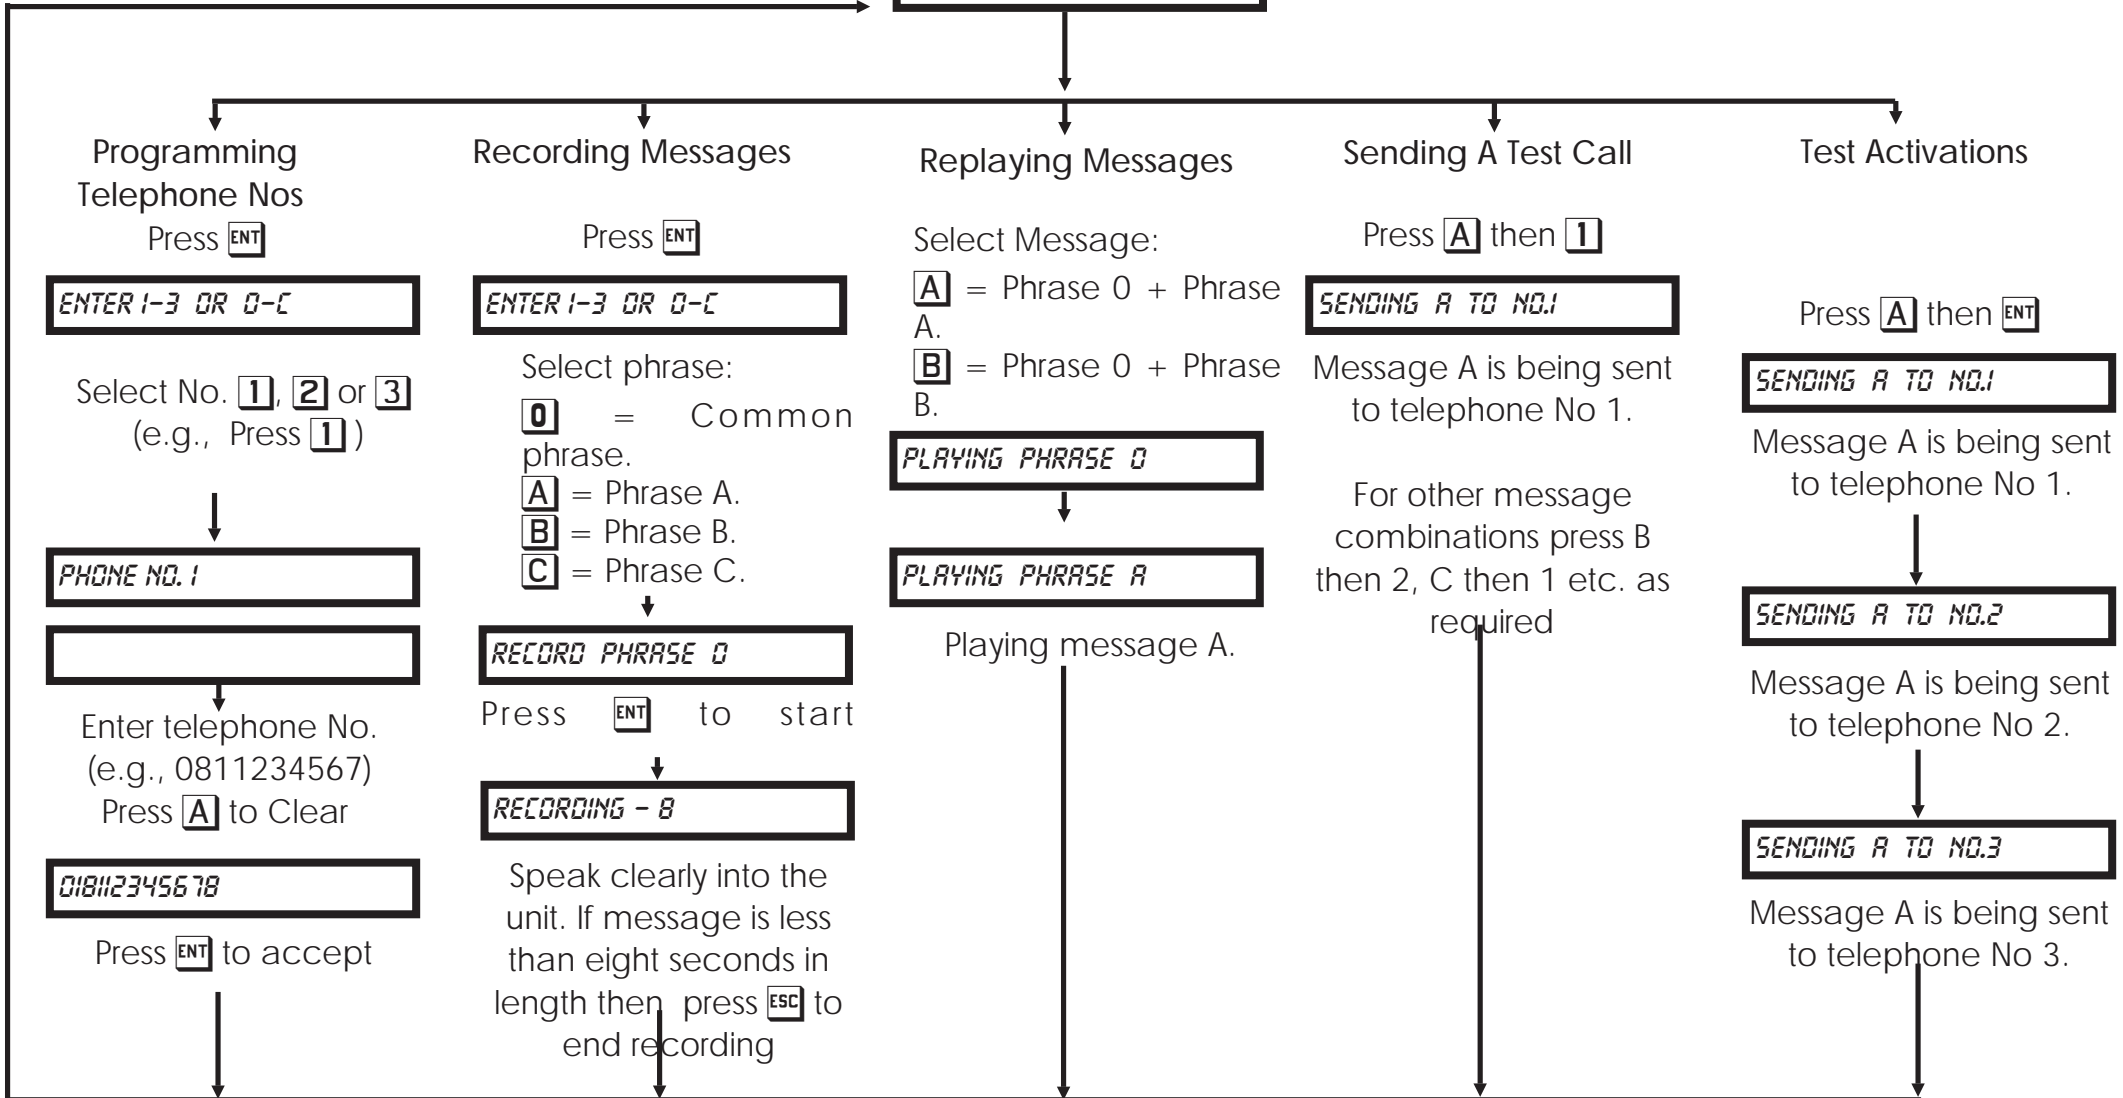 Programming
Telephone Nos
Press ENT
ENTER 1-3 OR 0-C
Select No. 1, 2 or 3
(e.g., Press 1)
PHONE NO. 1
Enter telephone No.
(e.g., 0811234567)
Press A to Clear
018112345678
Press ENT to accept
Recording Messages
Press ENT
ENTER 1-3 OR 0-C
Select phrase:
0 = Common
phrase.
A = Phrase A.
B = Phrase B.
C = Phrase C.
RECORD PHRASE 0
Press ENT to start
RECORDING - 8
Speak clearly into the
unit. If message is less
than eight seconds in
length then press ESC to
end recording
Replaying Messages
Select Message:
A = Phrase 0 + Phrase
A.
B = Phrase 0 + Phrase
B.
PLAYING PHRASE 0
PLAYING PHRASE A
Playing message A.
Sending A Test Call
Press A then 1
SENDING A TO NO.1
Message A is being sent
to telephone No 1.
For other message
combinations press B
then 2, C then 1 etc. as
required
Test Activations
Press A then ENT
SENDING A TO NO.1
Message A is being sent
to telephone No 1.
SENDING A TO NO.2
Message A is being sent
to telephone No 2.
SENDING A TO NO.3
Message A is being sent
to telephone No 3.